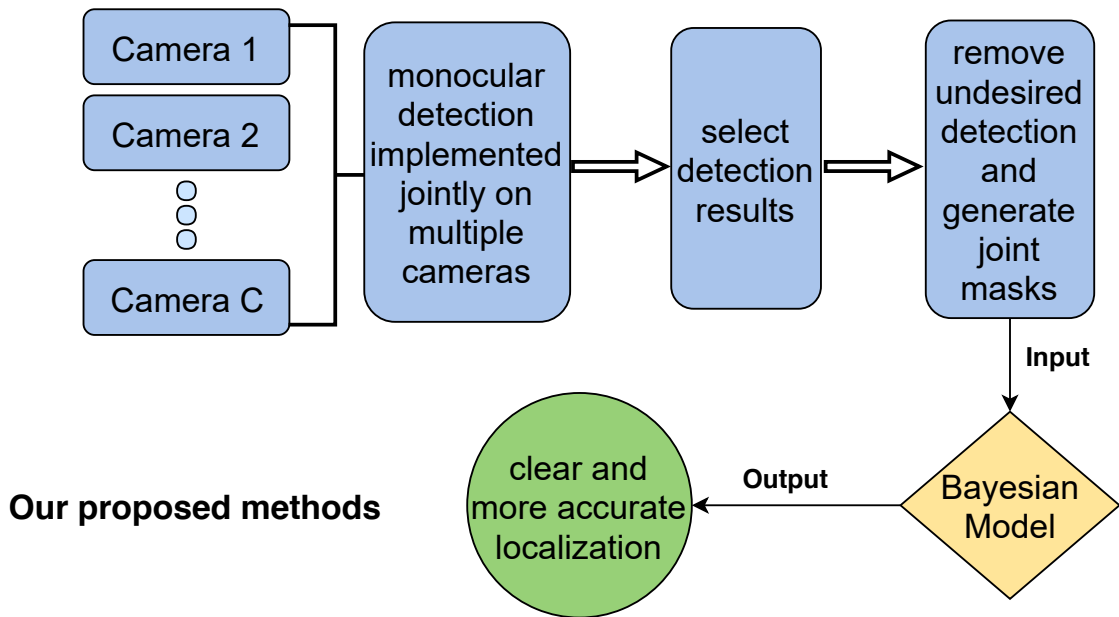 Camera 1
Camera 2
Camera C
monocular
detection
implemented
jointly on
multiple
cameras
select
detection
results
remove
undesired
detection
and
generate
joint
masks
Input
Bayesian
Model
Output
clear and
more accurate
localization
Our proposed methods